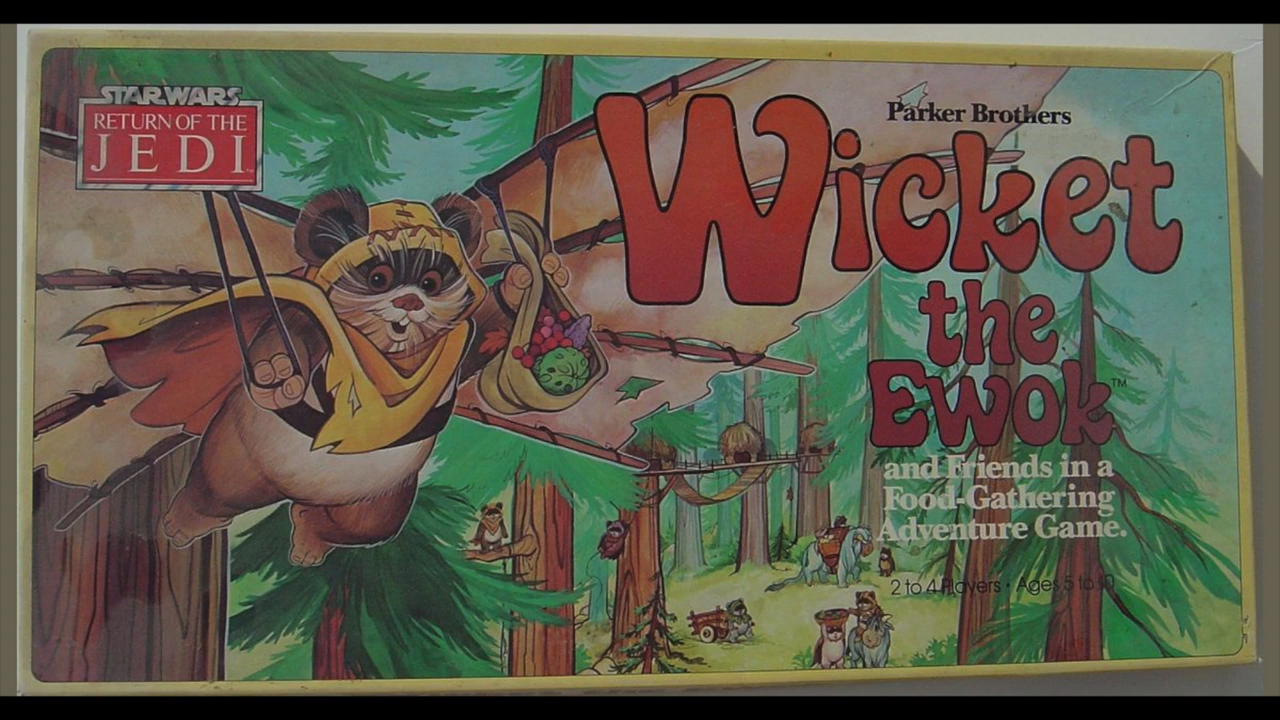 STAR WARS
RETURN OF THE
JEDI
Parker Brothers
Wicket
the
Ewok™
and Friends in a
Food-Gathering
Adventure Game.
2 to 4 Players • Ages 5 to 10